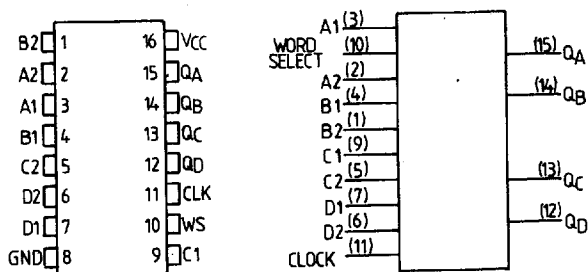 B2 1 16 VCC
A2 2 15 QA
A1 3 14 QB
B1 4 13 QC
C2 5 12 QD
D2 6 11 CLK
D1 7 10 WS
GND 8 9 C1
A1 (3)
WORD SELECT (10)
A2 (2)
B1 (4)
B2 (1)
C1 (9)
C2 (5)
D1 (7)
D2 (6)
CLOCK (11)
(15) QA
(14) QB
(13) QC
(12) QD